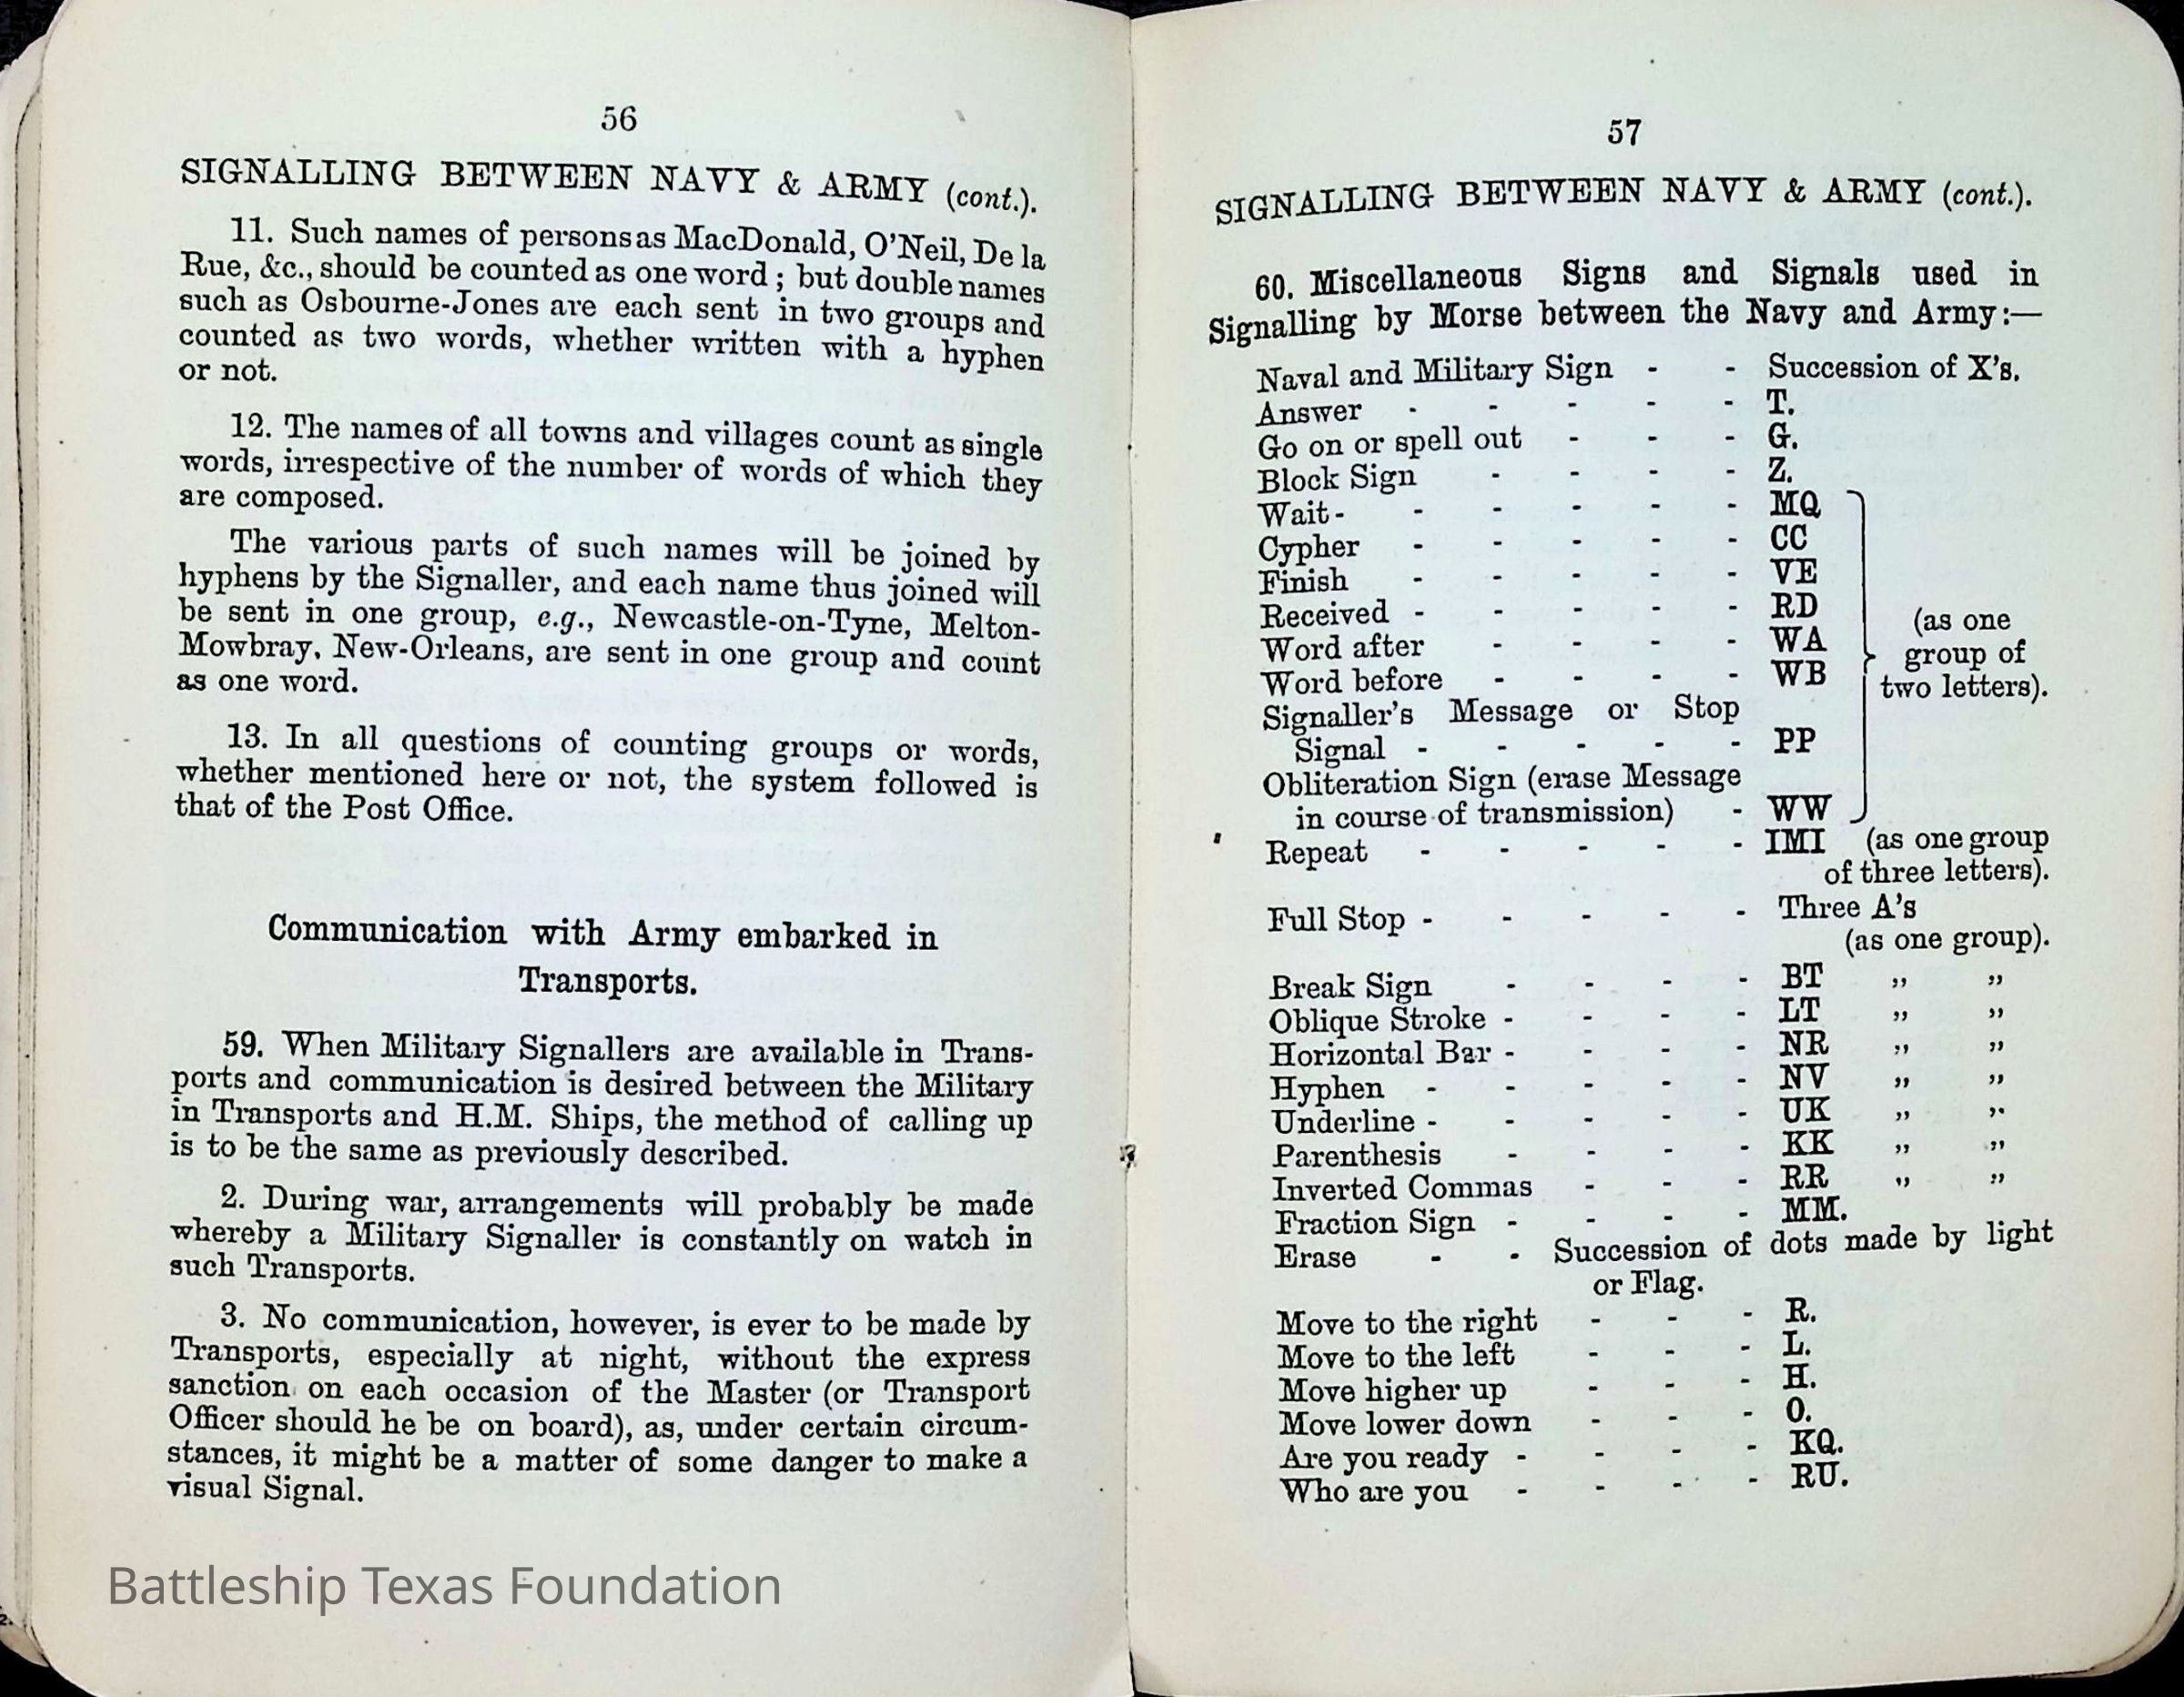 56
SIGNALLING BETWEEN NAVY & ARMY (cont.).
11. Such names of persons as MacDonald, O'Neil, De la
Rue, &c., should be counted as one word; but double names
such as Osbourne-Jones are each sent in two groups and
counted as two words, whether written with a hyphen
or not.
12. The names of all towns and villages count as single
words, irrespective of the number of words of which they
are composed.
The various parts of such names will be joined by
hyphens by the Signaller, and each name thus joined will
be sent in one group, e.g., Newcastle-on-Tyne, Melton-
Mowbray, New-Orleans, are sent in one group and count
as one word.
13. In all questions of counting groups or words,
whether mentioned here or not, the system followed is
that of the Post Office.
Communication with Army embarked in
Transports.
59. When Military Signallers are available in Trans-
ports and communication is desired between the Military
in Transports and H.M. Ships, the method of calling up
is to be the same as previously described.
2. During war, arrangements will probably be made
whereby a Military Signaller is constantly on watch in
such Transports.
3. No communication, however, is ever to be made by
Transports, especially at night, without the express
sanction on each occasion of the Master (or Transport
Officer should he be on board), as, under certain circum-
stances, it might be a matter of some danger to make a
visual Signal.
Battleship Texas Foundation
57
SIGNALLING BETWEEN NAVY & ARMY (cont.).
60. Miscellaneous Signs and Signals used in
Signalling by Morse between the Navy and Army:—
Naval and Military Sign - - Succession of X's.
Answer - - - - - T.
Go on or spell out - - - G.
Block Sign - - - - Z.
Wait - - - - - - MQ
Cypher - - - - - CC
Finish - - - - - VE
Received - - - - - RD
(as one
Word after - - - - WA
group of
Word before - - - - WB
two letters).
Signaller's Message or Stop
Signal - - - - - PP
Obliteration Sign (erase Message
in course of transmission) - WW
Repeat - - - - - IMI (as one group
of three letters).
Full Stop - - - - - Three A's
(as one group).
Break Sign - - - - BT ,, ,,
Oblique Stroke - - - - LT ,, ,,
Horizontal Bar - - - - NR ,, ,,
Hyphen - - - - - NV ,, ,,
Underline - - - - - UK ,, ,,
Parenthesis - - - - KK ,, ,,
Inverted Commas - - - RR ,, ,,
Fraction Sign - - - - MM.
Erase - - Succession of dots made by light
or Flag.
Move to the right - - - R.
Move to the left - - - L.
Move higher up - - - H.
Move lower down - - - O.
Are you ready - - - - KQ.
Who are you - - - - RU.